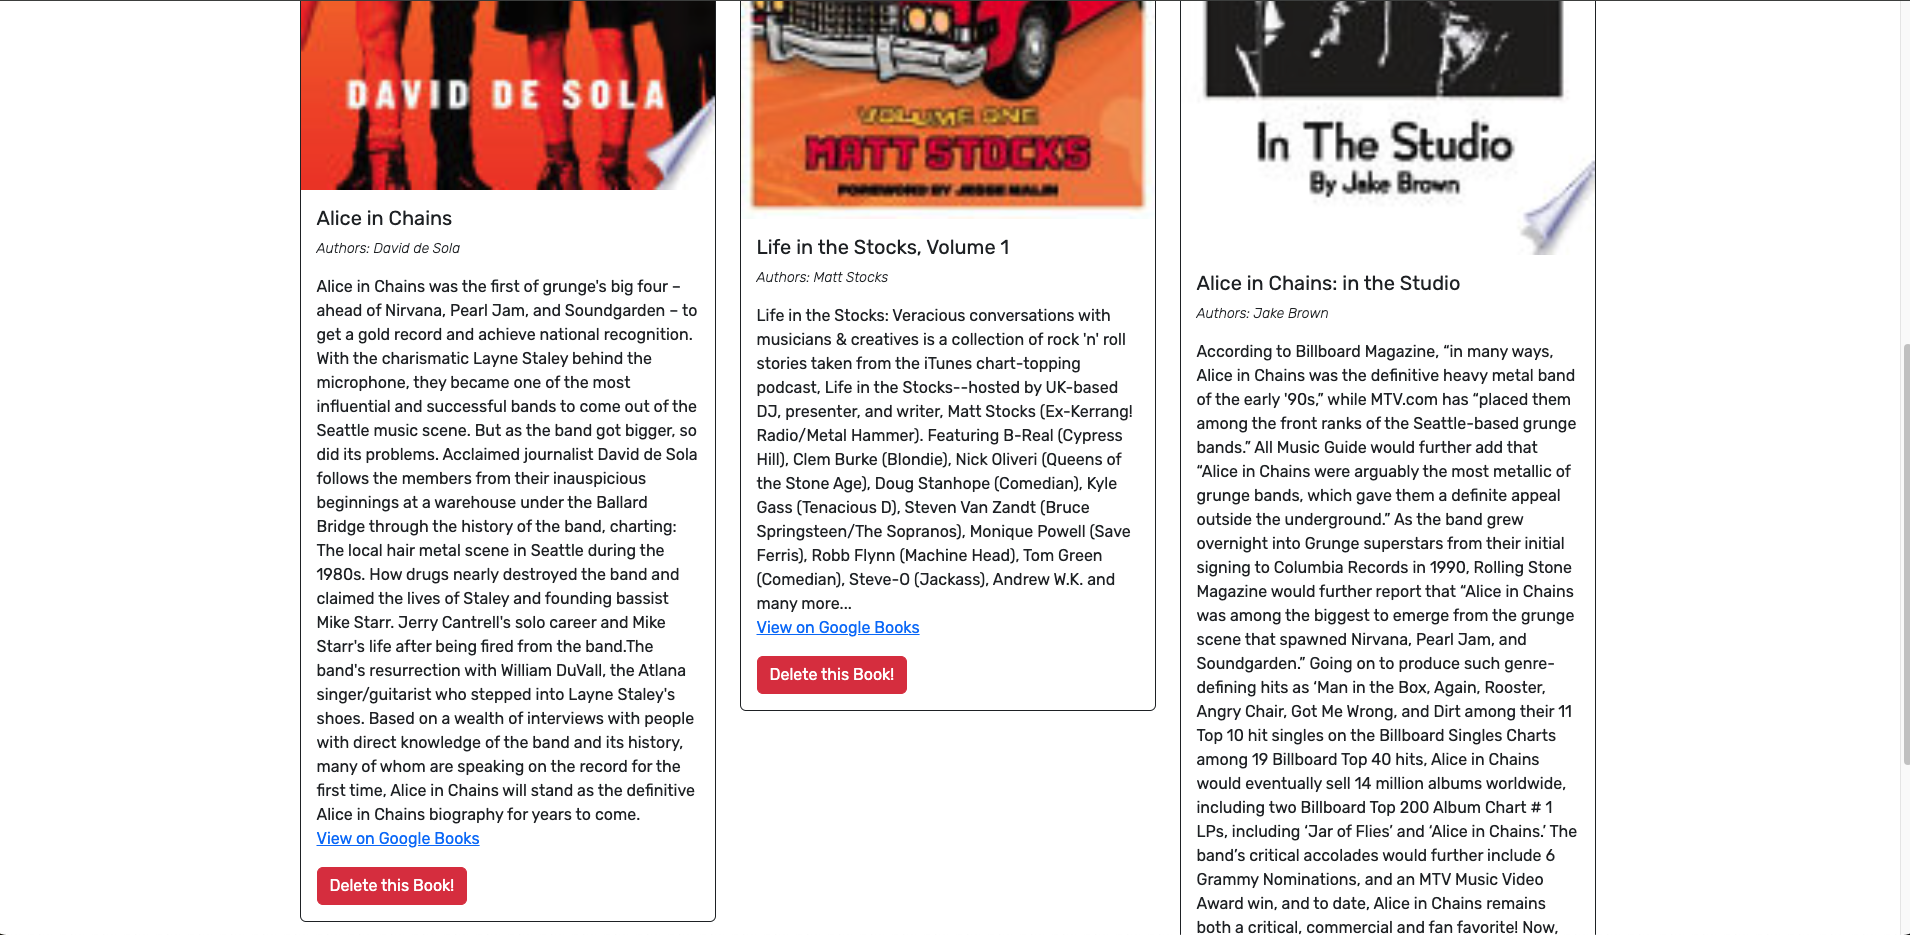 DAVID DE SOLA
Alice in Chains
Authors: David de Sola
Alice in Chains was the first of grunge's big four –
ahead of Nirvana, Pearl Jam, and Soundgarden – to
get a gold record and achieve national recognition.
With the charismatic Layne Staley behind the
microphone, they became one of the most
influential and successful bands to come out of the
Seattle music scene. But as the band got bigger, so
did its problems. Acclaimed journalist David de Sola
follows the members from their inauspicious
beginnings at a warehouse under the Ballard
Bridge through the history of the band, charting:
The local hair metal scene in Seattle during the
1980s. How drugs nearly destroyed the band and
claimed the lives of Staley and founding bassist
Mike Starr. Jerry Cantrell's solo career and Mike
Starr's life after being fired from the band.The
band's resurrection with William DuVall, the Atlana
singer/guitarist who stepped into Layne Staley's
shoes. Based on a wealth of interviews with people
with direct knowledge of the band and its history,
many of whom are speaking on the record for the
first time, Alice in Chains will stand as the definitive
Alice in Chains biography for years to come.
View on Google Books
Delete this Book!
VOLUME ONE
MATT STOCKS
FOREWORD BY JESSE MALIN
Life in the Stocks, Volume 1
Authors: Matt Stocks
Life in the Stocks: Veracious conversations with
musicians & creatives is a collection of rock 'n' roll
stories taken from the iTunes chart-topping
podcast, Life in the Stocks--hosted by UK-based
DJ, presenter, and writer, Matt Stocks (Ex-Kerrang!
Radio/Metal Hammer). Featuring B-Real (Cypress
Hill), Clem Burke (Blondie), Nick Oliveri (Queens of
the Stone Age), Doug Stanhope (Comedian), Kyle
Gass (Tenacious D), Steven Van Zandt (Bruce
Springsteen/The Sopranos), Monique Powell (Save
Ferris), Robb Flynn (Machine Head), Tom Green
(Comedian), Steve-O (Jackass), Andrew W.K. and
many more...
View on Google Books
Delete this Book!
In The Studio
By Jake Brown
Alice in Chains: in the Studio
Authors: Jake Brown
According to Billboard Magazine, “in many ways,
Alice in Chains was the definitive heavy metal band
of the early '90s,” while MTV.com has “placed them
among the front ranks of the Seattle-based grunge
bands.” All Music Guide would further add that
“Alice in Chains were arguably the most metallic of
grunge bands, which gave them a definite appeal
outside the underground.” As the band grew
overnight into Grunge superstars from their initial
signing to Columbia Records in 1990, Rolling Stone
Magazine would further report that “Alice in Chains
was among the biggest to emerge from the grunge
scene that spawned Nirvana, Pearl Jam, and
Soundgarden.” Going on to produce such genre-
defining hits as ‘Man in the Box, Again, Rooster,
Angry Chair, Got Me Wrong, and Dirt among their 11
Top 10 hit singles on the Billboard Singles Charts
among 19 Billboard Top 40 hits, Alice in Chains
would eventually sell 14 million albums worldwide,
including two Billboard Top 200 Album Chart # 1
LPs, including ‘Jar of Flies’ and ‘Alice in Chains.’ The
band’s critical accolades would further include 6
Grammy Nominations, and an MTV Music Video
Award win, and to date, Alice in Chains remains
both a critical, commercial and fan favorite! Now,